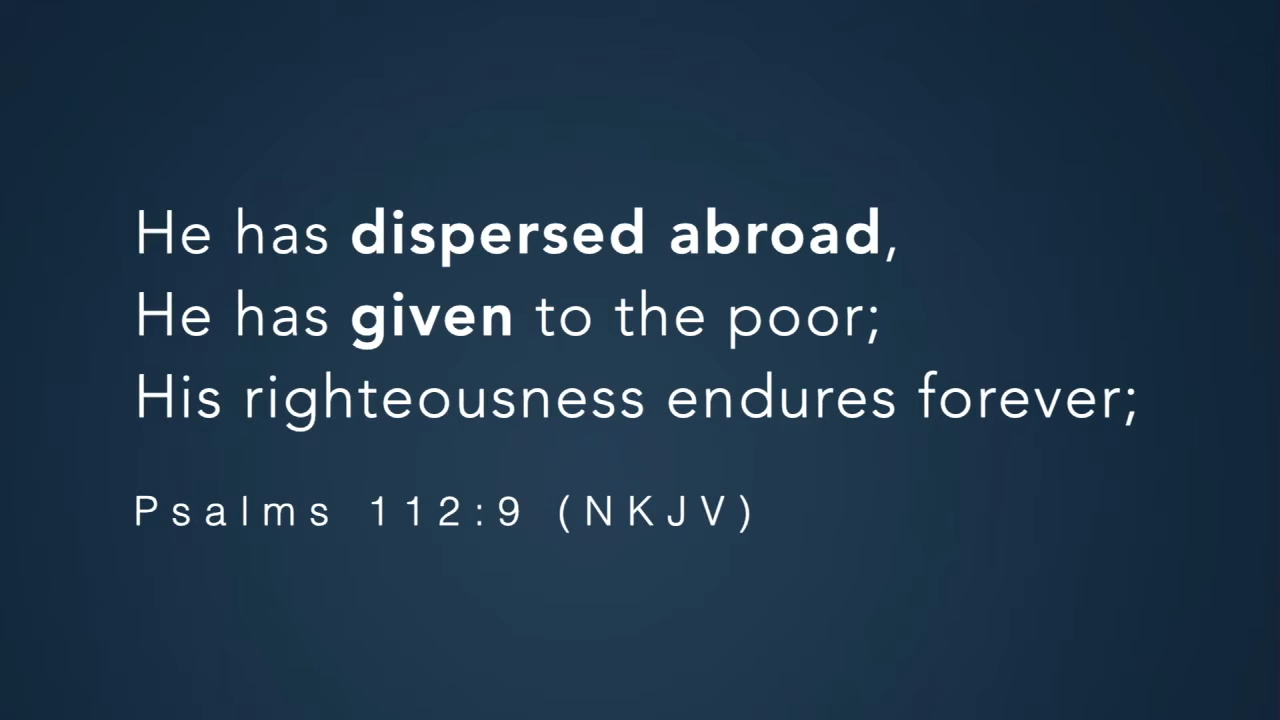 He has dispersed abroad,
He has given to the poor;
His righteousness endures forever;
Psalms 112:9 (NKJV)